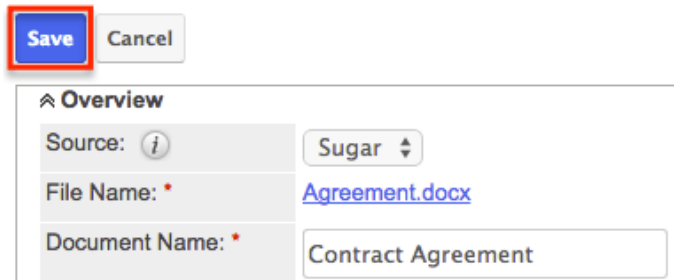 Save Cancel
Overview
Source: i Sugar
File Name: * Agreement.docx
Document Name: * Contract Agreement